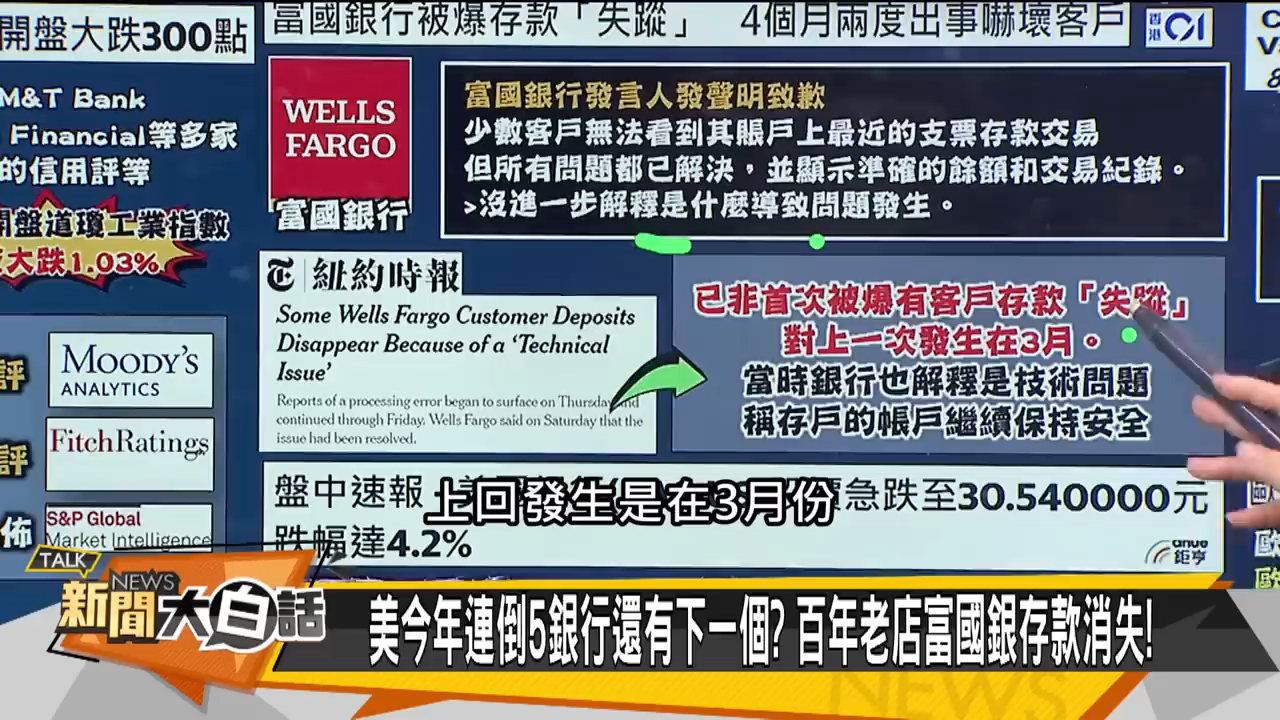 開盤大跌300點
富國銀行被爆存款「失蹤」 4個月兩度出事嚇壞客戶
香港01
M&T Bank
Financial等多家
的信用評等
開盤道瓊工業指數
大跌1.03%
MOODY'S
ANALYTICS
評
FitchRatings
評
S&P Global
Market Intelligence
佈
WELLS
FARGO
富國銀行
富國銀行發言人發聲明致歉
少數客戶無法看到其賬戶上最近的支票存款交易
但所有問題都已解決,並顯示準確的餘額和交易紀錄。
>沒進一步解釋是什麼導致問題發生。
紐約時報
Some Wells Fargo Customer Deposits
Disappear Because of a 'Technical
Issue'
Reports of a processing error began to surface on Thursday and
continued through Friday. Wells Fargo said on Saturday that the
issue had been resolved.
已非首次被爆有客戶存款「失蹤」
對上一次發生在3月。
當時銀行也解釋是技術問題
稱存戶的帳戶繼續保持安全
盤中速報
急跌至30.540000元
跌幅達4.2%
anue
鉅亨
上回發生是在3月份
TALK
NEWS
新聞大白話
美今年連倒5銀行還有下一個? 百年老店富國銀存款消失!
NEWS